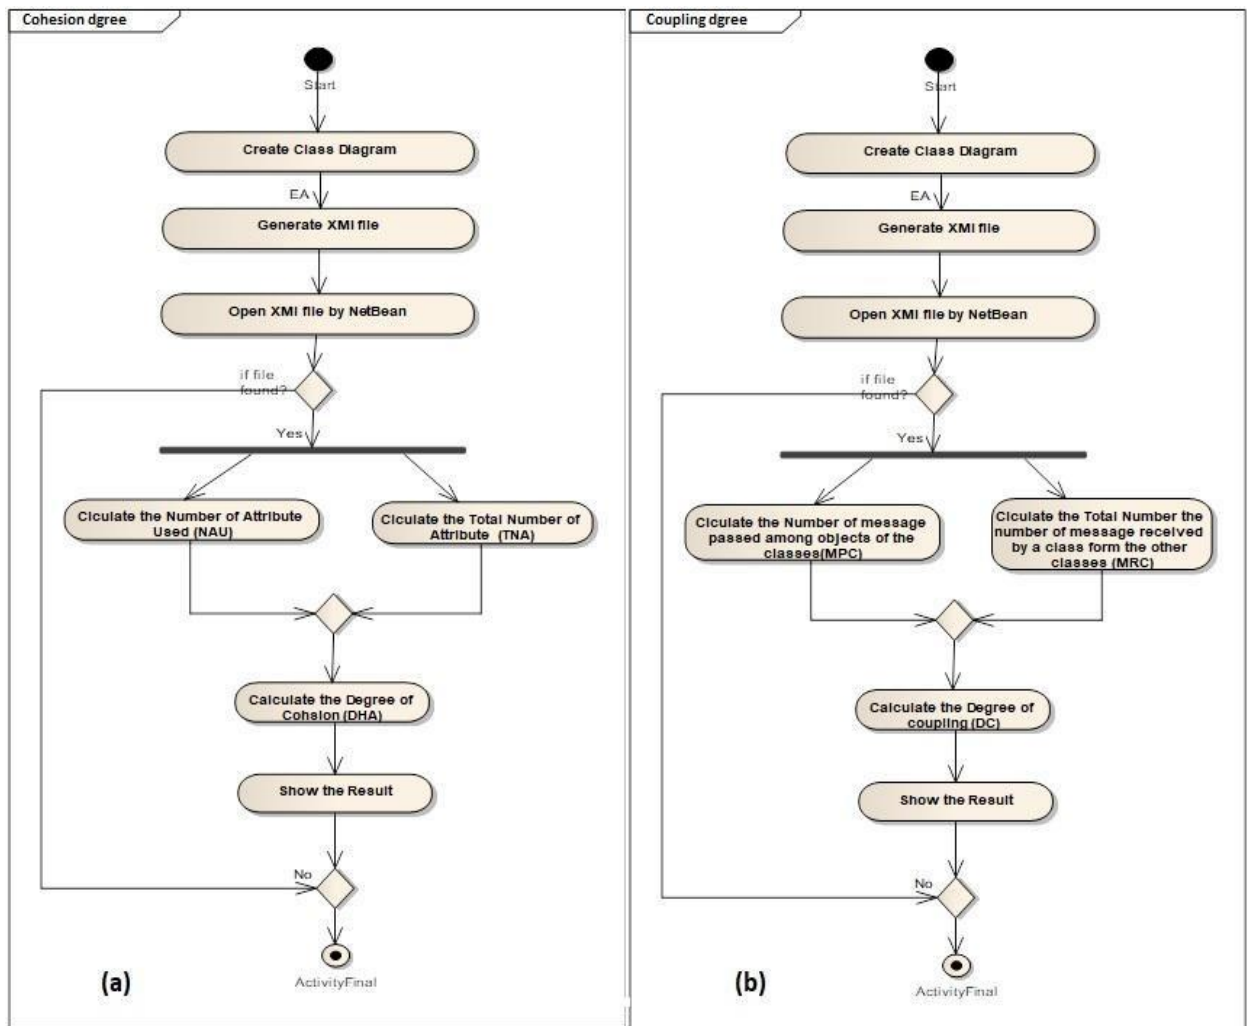 Cohesion dgree
Start
Create Class Diagram
EA
Generate XMI file
Open XMI file by NetBean
if file
found?
Yes
Ciculate the Number of Attribute
Used (NAU)
Ciculate the Total Number of
Attribute (TNA)
Calculate the Degree of
Cohsion (DHA)
Show the Result
No
ActivityFinal
(a)
Coupling dgree
Start
Create Class Diagram
EA
Generate XMI file
Open XMI file by NetBean
if file
found?
Yes
Ciculate the Number of message
passed among objects of the
classes(MPC)
Ciculate the Total Number the
number of message received
by a class form the other
classes (MRC)
Calculate the Degree of
coupling (DC)
Show the Result
No
ActivityFinal
(b)